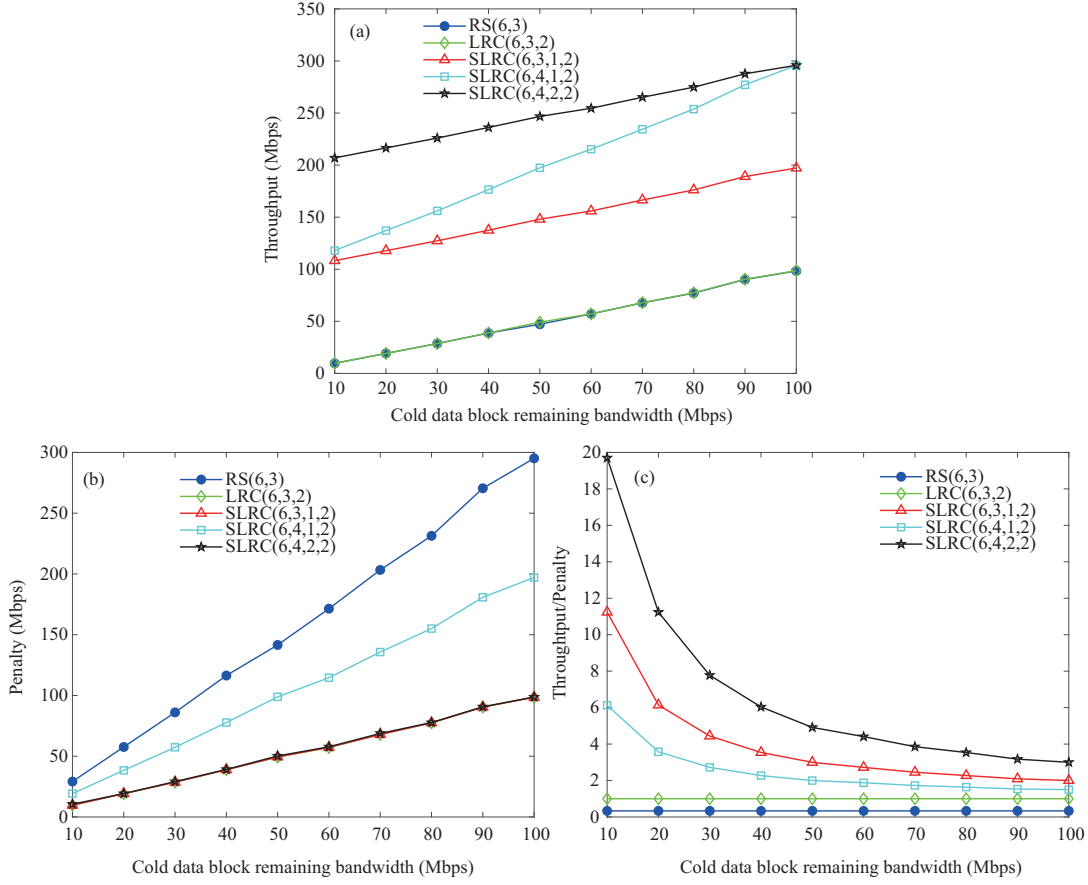 (a)
RS(6,3)
LRC(6,3,2)
SLRC(6,3,1,2)
SLRC(6,4,1,2)
SLRC(6,4,2,2)
350
300
250
200
150
100
50
0
Throughput (Mbps)
10 20 30 40 50 60 70 80 90 100
Cold data block remaining bandwidth (Mbps)
(b)
RS(6,3)
LRC(6,3,2)
SLRC(6,3,1,2)
SLRC(6,4,1,2)
SLRC(6,4,2,2)
300
250
200
150
100
50
0
Penalty (Mbps)
10 20 30 40 50 60 70 80 90 100
Cold data block remaining bandwidth (Mbps)
(c)
RS(6,3)
LRC(6,3,2)
SLRC(6,3,1,2)
SLRC(6,4,1,2)
SLRC(6,4,2,2)
20
18
16
14
12
10
8
6
4
2
0
Throughtput/Penalty
10 20 30 40 50 60 70 80 90 100
Cold data block remaining bandwidth (Mbps)